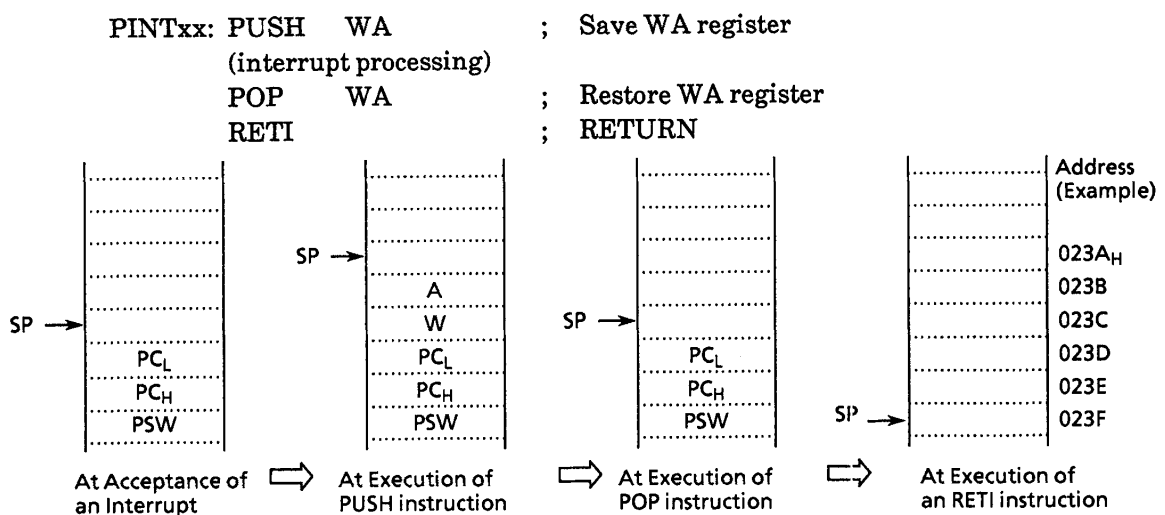 PINTxx: PUSH WA ; Save WA register
(interrupt processing)
POP WA ; Restore WA register
RETI ; RETURN
Address
(Example)
SP
023AH
A
023B
SP
W
SP
023C
PCL
PCL
PCL
023D
PCH
PCH
PCH
023E
PSW
PSW
PSW
SP
023F
At Acceptance of
an Interrupt
At Execution of
PUSH instruction
At Execution of
POP instruction
At Execution of
an RETI instruction